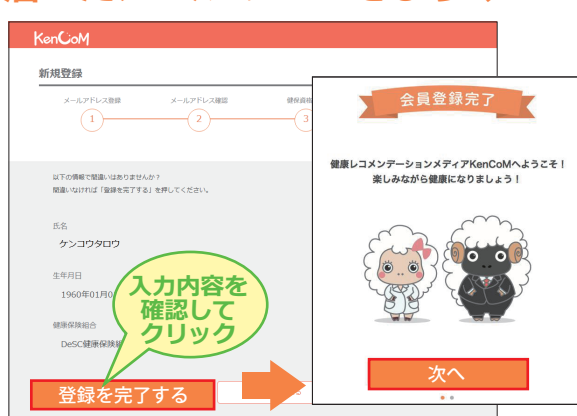 KenCoM
新規登録
メールアドレス登録
メールアドレス確認
1
2
3
以下の情報で間違いはありませんか?
間違いなければ「登録を完了する」を押してください。
氏名
ケンコウタロウ
生年月日
1960年01月0
健康保険組合
DeSC健康保険
入力内容を
確認して
クリック
登録を完了する
会員登録完了
健康レコメンデーションメディアKenCoMへようこそ!
楽しみながら健康になりましょう!
次へ